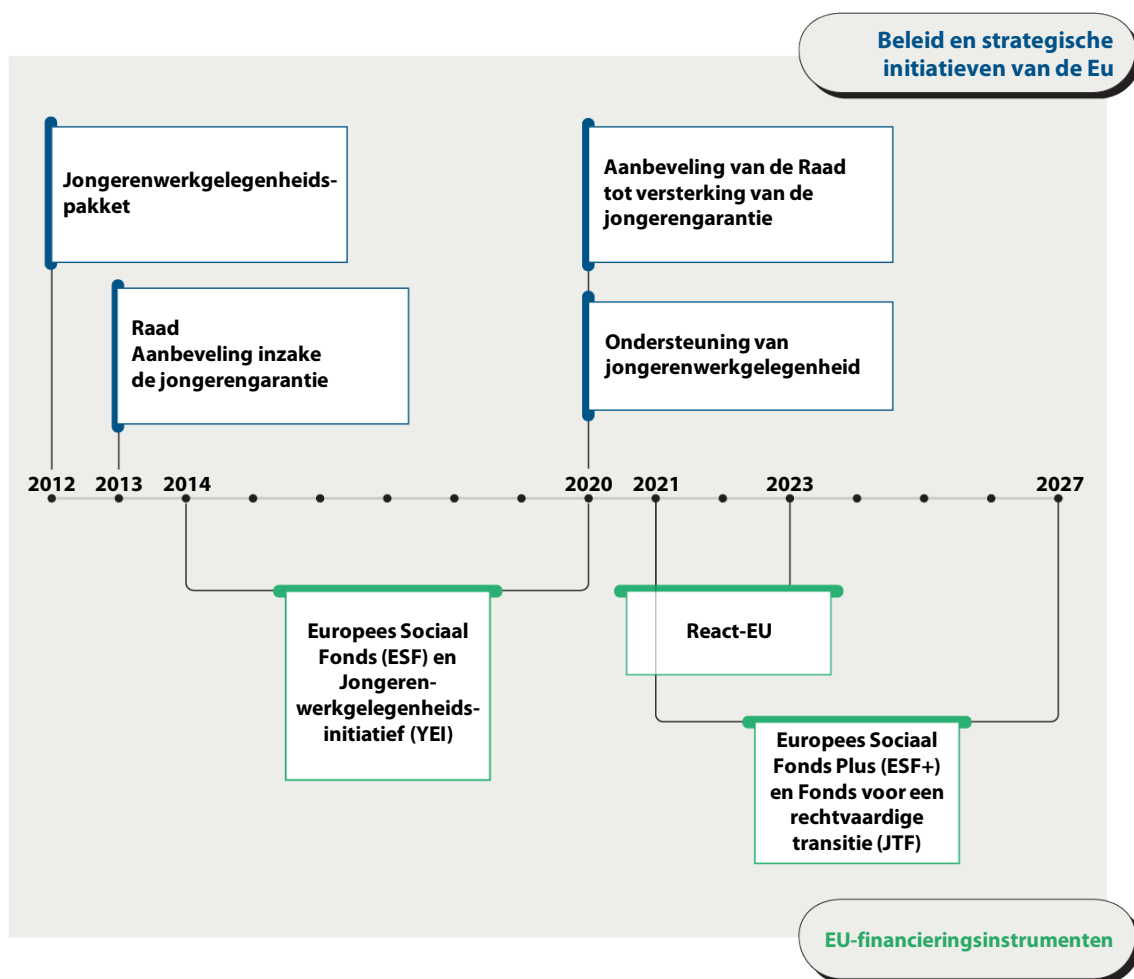 Beleid en strategische
initiatieven van de Eu
Jongerenwerkgelegenheids-
pakket
Aanbeveling van de Raad
tot versterking van de
jongerengarantie
Raad
Aanbeveling inzake
de jongerengarantie
Ondersteuning van
jongerenwerkgelegenheid
2012 2013 2014 2020 2021 2023 2027
Europees Sociaal
Fonds (ESF) en
Jongeren-
werkgelegenheids-
initiatief (YEI)
React-EU
Europees Sociaal
Fonds Plus (ESF+)
en Fonds voor een
rechtvaardige
transitie (JTF)
EU-financieringsinstrumenten